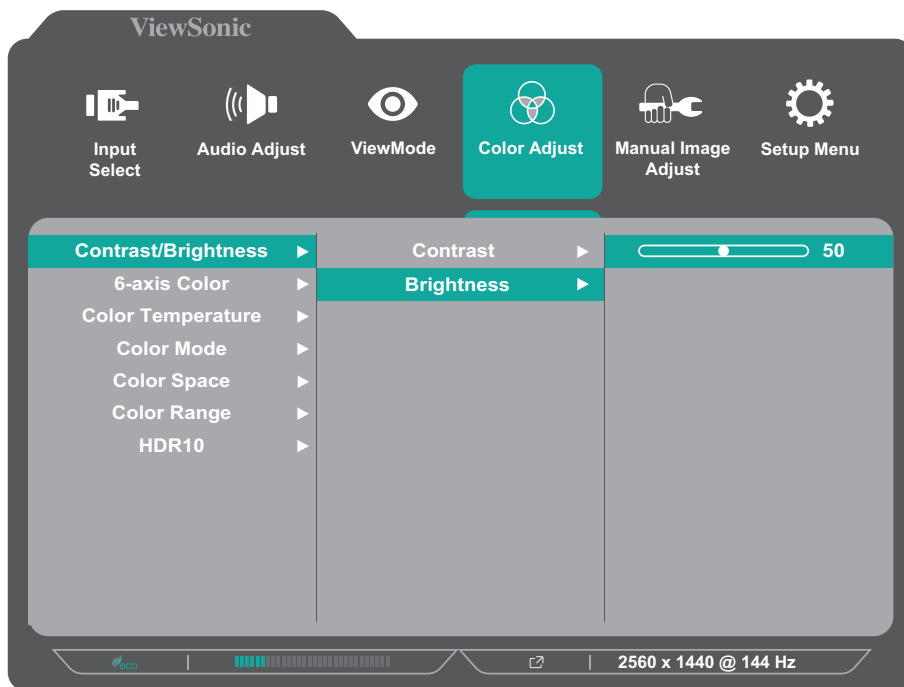 ViewSonic
Input
Select
Audio Adjust
ViewMode
Color Adjust
Manual Image
Adjust
Setup Menu
Contrast/Brightness
Contrast
50
6-axis Color
Brightness
Color Temperature
Color Mode
Color Space
Color Range
HDR10
eco
2560 x 1440 @ 144 Hz